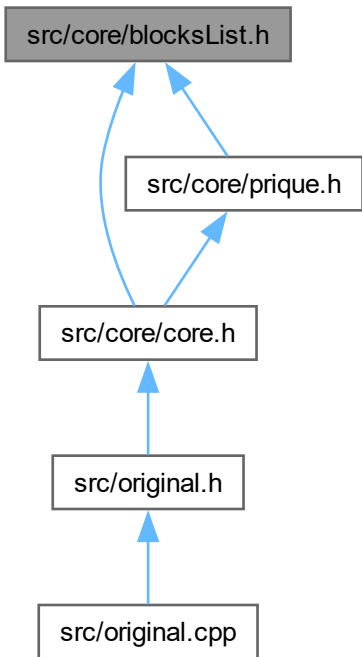 src/core/blocksList.h
src/core/prique.h
src/core/core.h
src/original.h
src/original.cpp